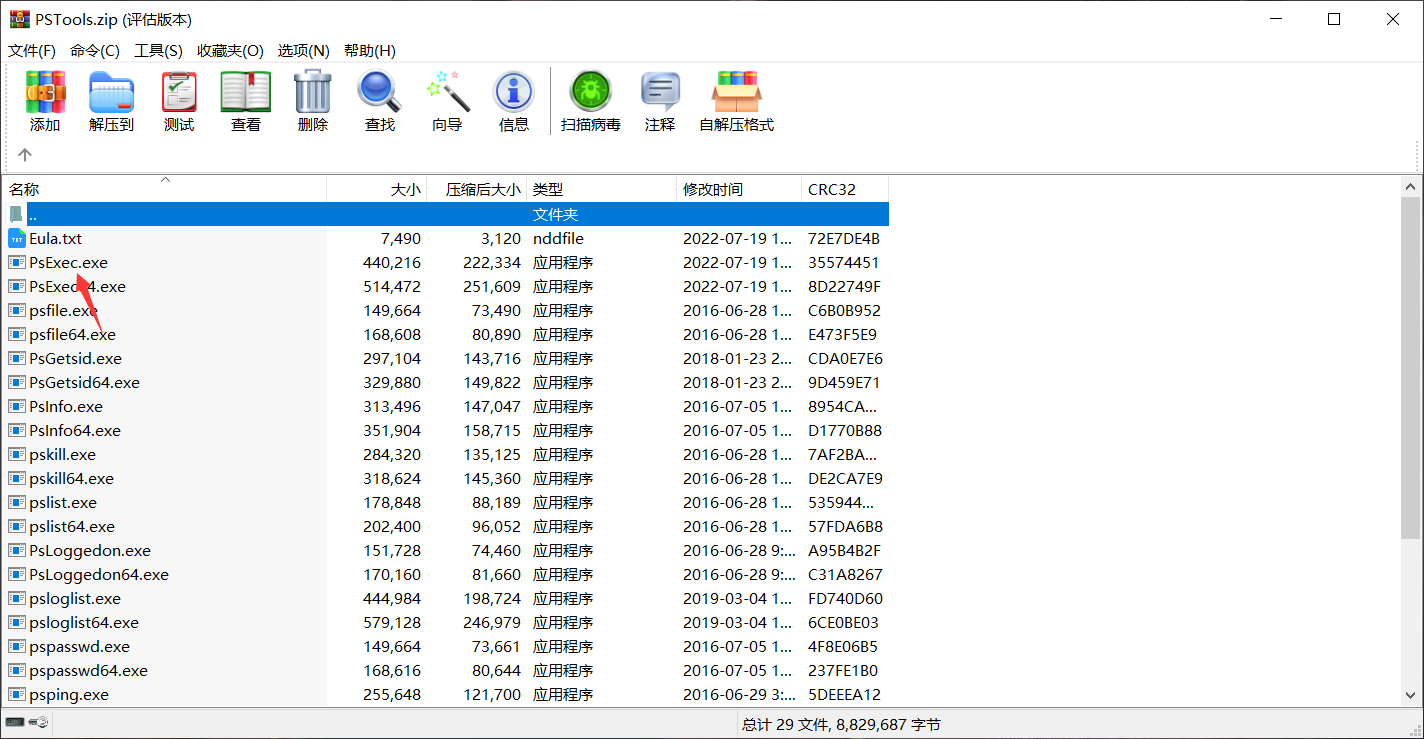 PSTools.zip (评估版本)
文件(F) 命令(C) 工具(S) 收藏夹(O) 选项(N) 帮助(H)
添加 解压到 测试 查看 删除 查找 向导 信息 扫描病毒 注释 自解压格式
名称 大小 压缩后大小 类型 修改时间 CRC32
.. 文件夹
Eula.txt 7,490 3,120 nddfile 2022-07-19 1... 72E7DE4B
PsExec.exe 440,216 222,334 应用程序 2022-07-19 1... 35574451
PsExec64.exe 514,472 251,609 应用程序 2022-07-19 1... 8D22749F
psfile.exe 149,664 73,490 应用程序 2016-06-28 1... C6B0B952
psfile64.exe 168,608 80,890 应用程序 2016-06-28 1... E473F5E9
PsGetsid.exe 297,104 143,716 应用程序 2018-01-23 2... CDA0E7E6
PsGetsid64.exe 329,880 149,822 应用程序 2018-01-23 2... 9D459E71
PsInfo.exe 313,496 147,047 应用程序 2016-07-05 1... 8954CA...
PsInfo64.exe 351,904 158,715 应用程序 2016-07-05 1... D1770B88
pskill.exe 284,320 135,125 应用程序 2016-06-28 1... 7AF2BA...
pskill64.exe 318,624 145,360 应用程序 2016-06-28 1... DE2CA7E9
pslist.exe 178,848 88,189 应用程序 2016-06-28 1... 535944...
pslist64.exe 202,400 96,052 应用程序 2016-06-28 1... 57FDA6B8
PsLoggedon.exe 151,728 74,460 应用程序 2016-06-28 9:... A95B4B2F
PsLoggedon64.exe 170,160 81,660 应用程序 2016-06-28 9:... C31A8267
psloglist.exe 444,984 198,724 应用程序 2019-03-04 1... FD740D60
psloglist64.exe 579,128 246,979 应用程序 2019-03-04 1... 6CE0BE03
pspasswd.exe 149,664 73,661 应用程序 2016-07-05 1... 4F8E06B5
pspasswd64.exe 168,616 80,644 应用程序 2016-07-05 1... 237FE1B0
psping.exe 255,648 121,700 应用程序 2016-06-29 3:... 5DEEEA12
总计 29 文件, 8,829,687 字节